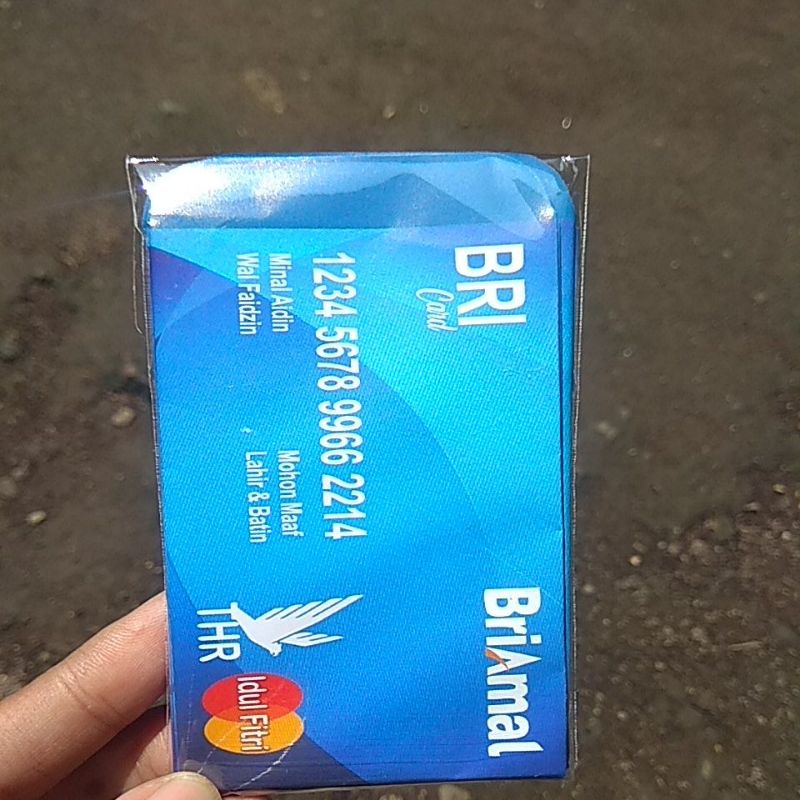 BRI
Card
BriAmal
1234 5678 9966 2214
Minal Aidin
Wal Faidzin
Mohon Maaf
Lahir & Batin
THR
Idul Fitri